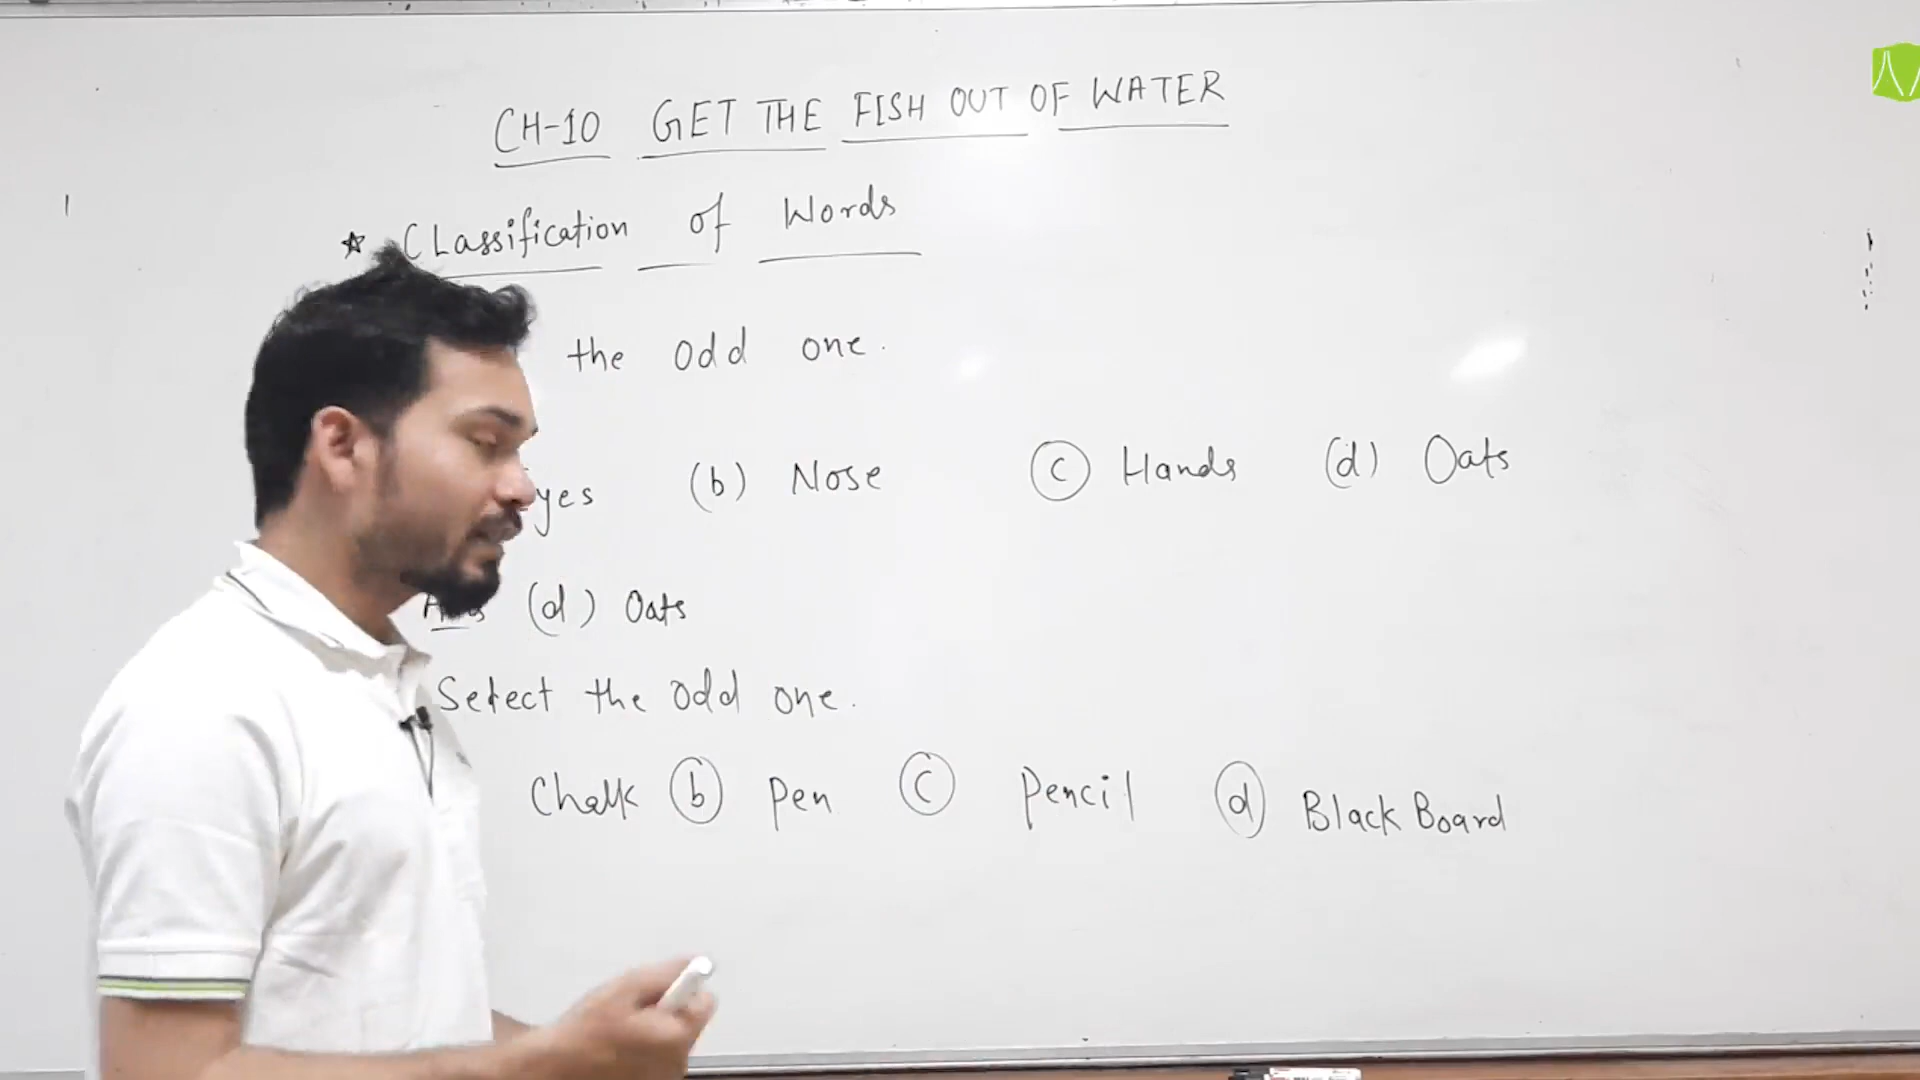 CH-10 GET THE FISH OUT OF WATER
★ CLassification of Words
the odd one.
yes (b) Nose (c) Hands (d) Oats
Ans (d) Oats
Select the odd one.
Chalk (b) Pen (c) Pencil (d) Black Board